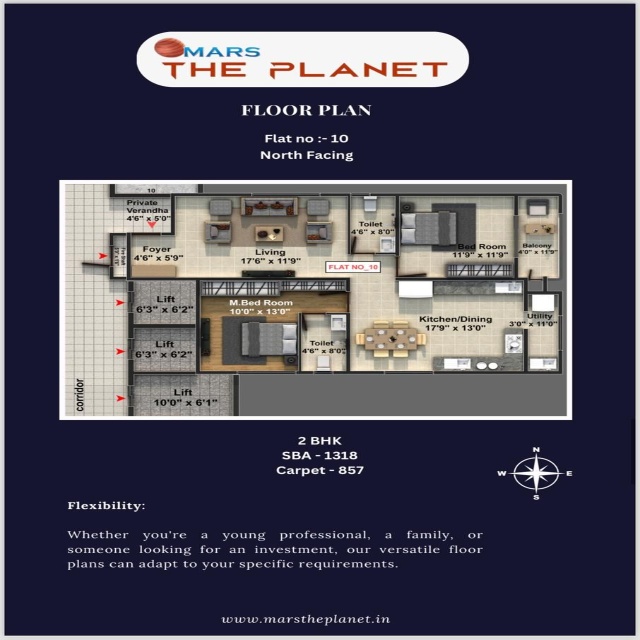 MARS
THE PLANET
FLOOR PLAN
Flat no :- 10
North Facing
10
Private
Verandha
4'6" x 5'0"
Foyer
4'6" x 5'9"
Living
17'6" x 11'9"
Toilet
4'6" x 8'0"
Bed Room
11'9" x 11'9"
Balcony
4'0" x 11'9"
FLAT NO_10
Lift
6'3" x 6'2"
M.Bed Room
10'0" x 13'0"
Kitchen/Dining
17'9" x 13'0"
Utility
3'0" x 11'0"
Lift
6'3" x 6'2"
Toilet
4'6" x 8'0"
Lift
10'0" x 6'1"
corridor
2 BHK
SBA - 1318
Carpet - 857
N
W E
S
Flexibility:
Whether you're a young professional, a family, or
someone looking for an investment, our versatile floor
plans can adapt to your specific requirements.
www.marstheplanet.in